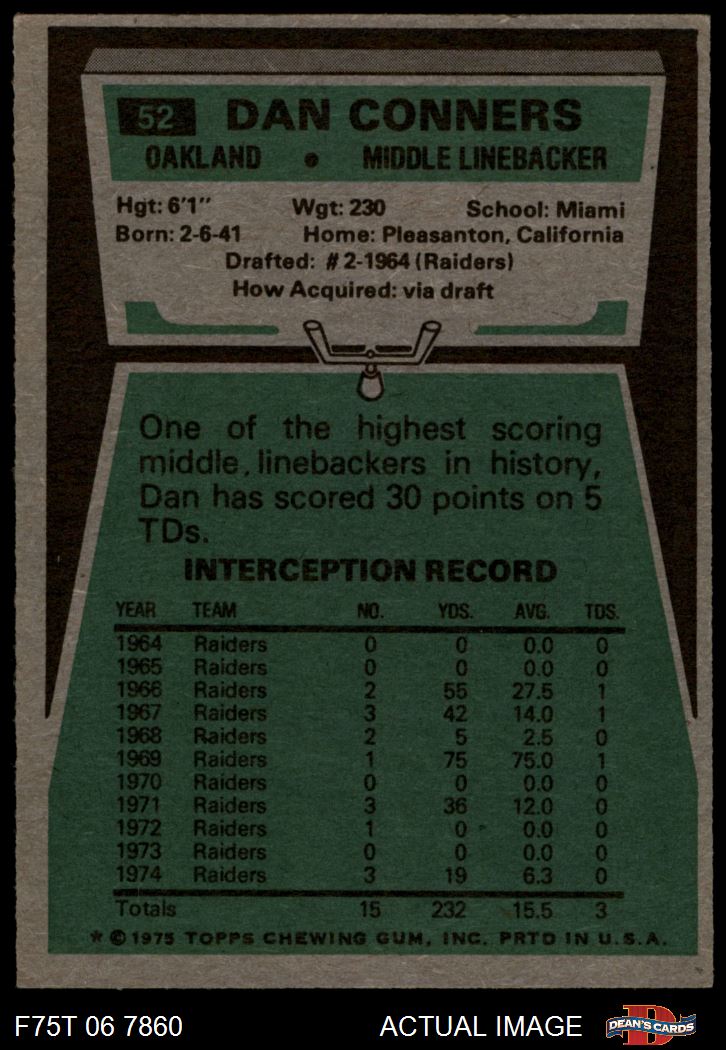 52 DAN CONNERS
OAKLAND • MIDDLE LINEBACKER
Hgt: 6'1" Wgt: 230 School: Miami
Born: 2-6-41 Home: Pleasanton, California
Drafted: #2-1964 (Raiders)
How Acquired: via draft
One of the highest scoring
middle linebackers in history,
Dan has scored 30 points on 5
TDs.
INTERCEPTION RECORD
YEAR TEAM NO. YDS. AVG. TDS.
1964 Raiders 0 0 0.0 0
1965 Raiders 0 0 0.0 0
1966 Raiders 2 55 27.5 1
1967 Raiders 3 42 14.0 1
1968 Raiders 2 5 2.5 0
1969 Raiders 1 75 75.0 1
1970 Raiders 0 0 0.0 0
1971 Raiders 3 36 12.0 0
1972 Raiders 1 0 0.0 0
1973 Raiders 0 0 0.0 0
1974 Raiders 3 19 6.3 0
Totals 15 232 15.5 3
* © 1975 TOPPS CHEWING GUM, INC. PRTD IN U.S.A.
F75T 06 7860 ACTUAL IMAGE D DEAN'S CARDS